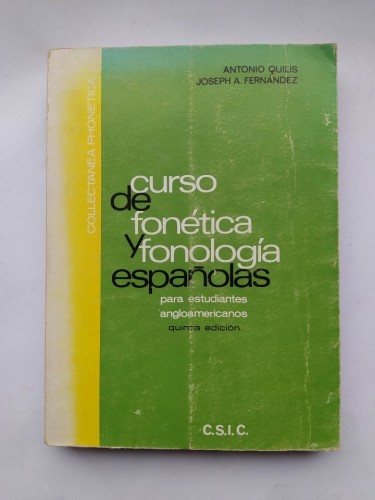 ANTONIO QUILIS
JOSEPH A. FERNÁNDEZ
COLLECTANEA PHONETICA
curso
de
fonética
y fonología
españolas
para estudiantes
angloamericanos
quinta edición
C.S.I.C.